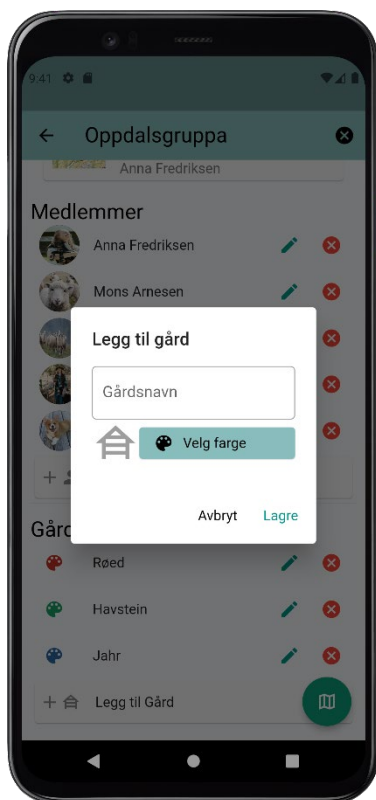 9:41
Oppdalsgruppa
Anna Fredriksen
Medlemmer
Anna Fredriksen
Mons Arnesen
Legg til gård
Gårdsnavn
Velg farge
Avbryt Lagre
Gård
Røed
Havstein
Jahr
Legg til Gård